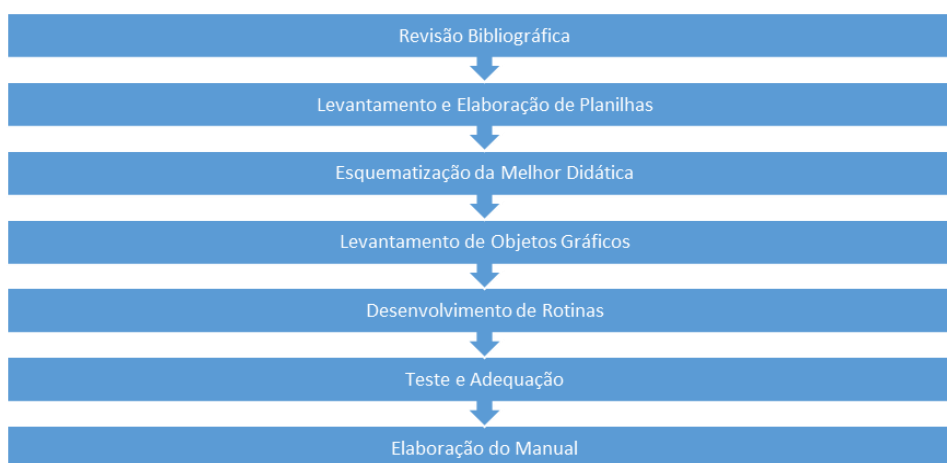 Revisão Bibliográfica
Levantamento e Elaboração de Planilhas
Esquematização da Melhor Didática
Levantamento de Objetos Gráficos
Desenvolvimento de Rotinas
Teste e Adequação
Elaboração do Manual